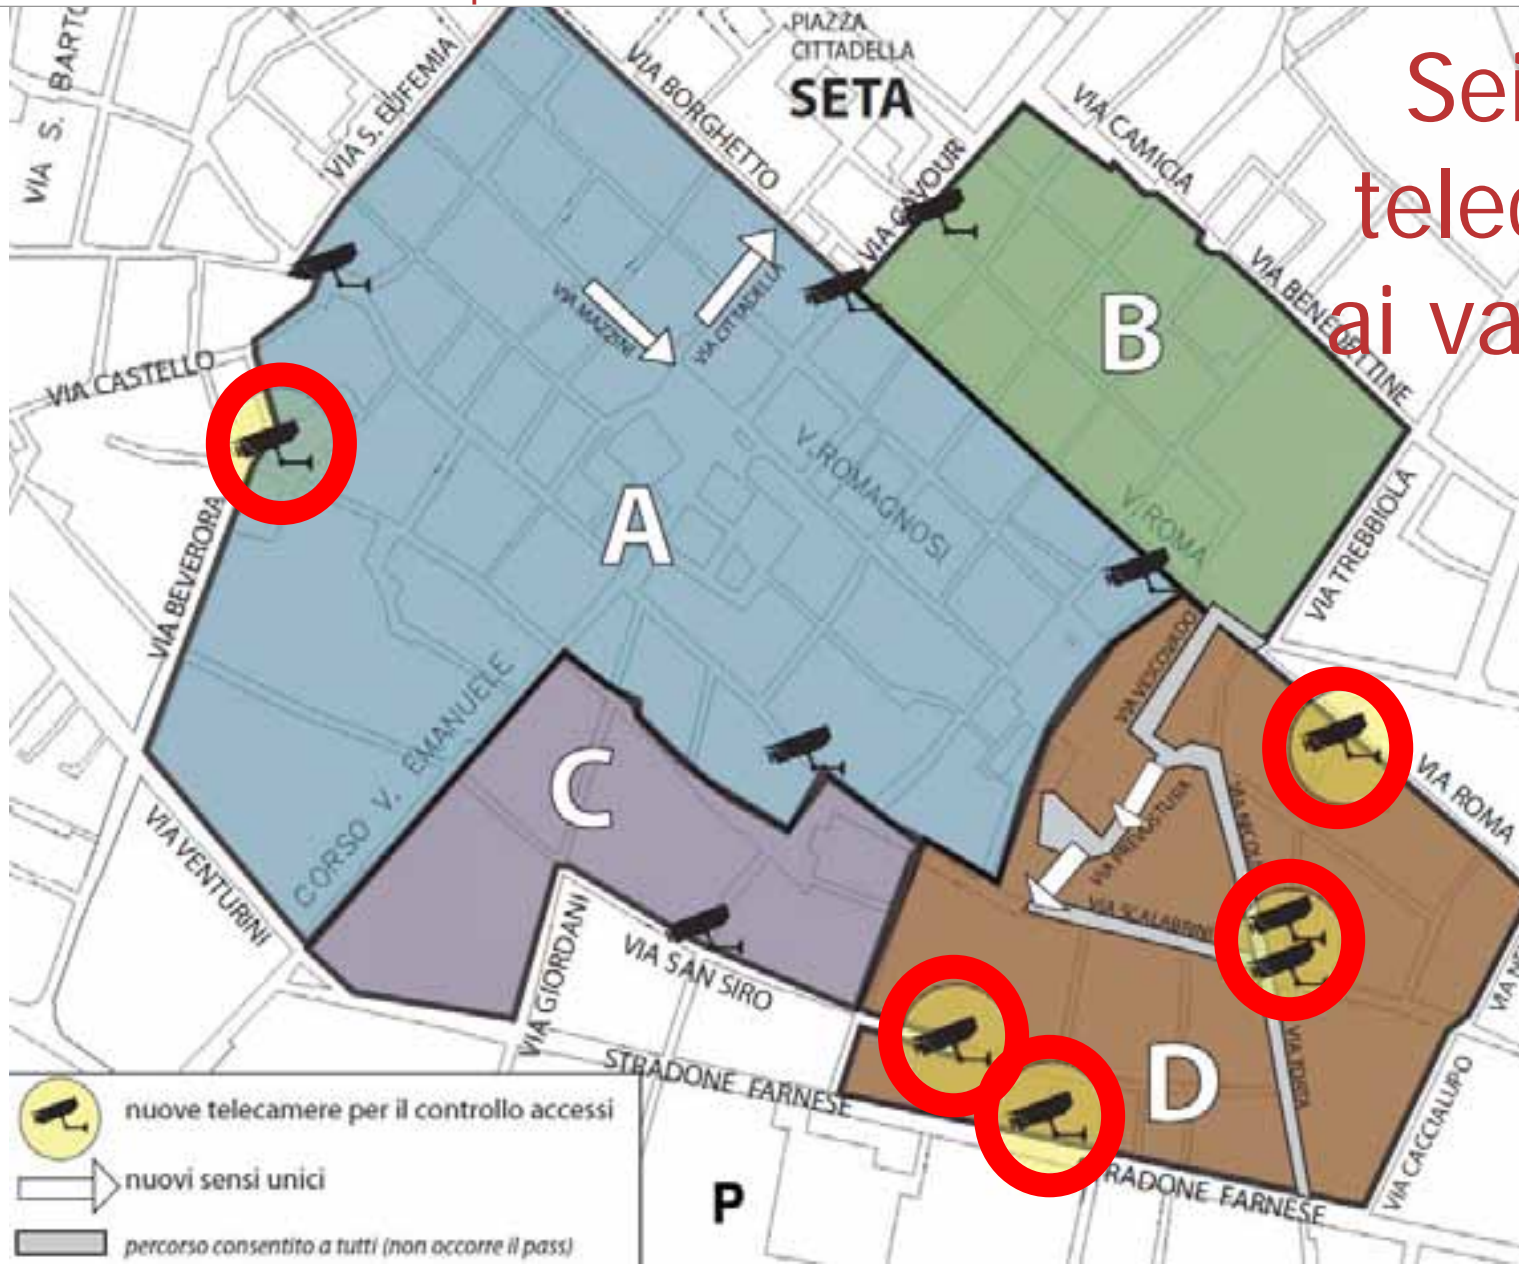 PIAZZA
CITTADELLA
SETA
Sei
ai va
VIA S. BARTO
VIA S. EUFEMIA
VIA BORGHETTO
VIA CAVOUR
VIA CAMICIA
VIA BENEDETTINE
VIA MAZZINI
VIA CITTADELLA
B
VIA CASTELLO
V. ROMAGNOSI
A
V. ROMA
VIA TREBBIOLA
VIA BEVERORA
VIA VESCOVADO
CORSO V. EMANUELE
C
VIA ROMA
VIA VENTURINI
VIA SCALABRINI
VIA GIORDANI
VIA SAN SIRO
STRADONE FARNESE
D
VIA CACCIALUPO
RADONE FARNESE
P
nuove telecamere per il controllo accessi
nuovi sensi unici
percorso consentito a tutti (non occorre il pass)